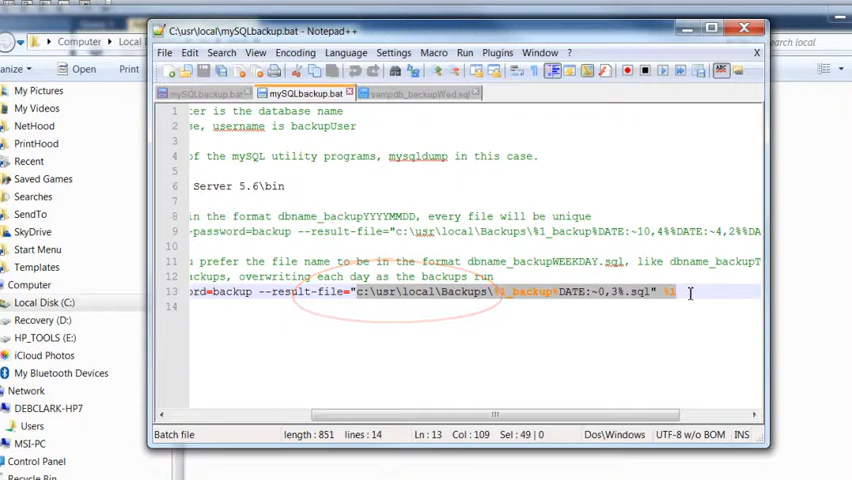 C:\usr\local\mySQLbackup.bat - Notepad++
Computer
Local D
local
anize
Open
Print
File Edit Search View Encoding Language Settings Macro Run Plugins Window ? X
mySQLbackup.bat mySQLbackup.bat sampdb_backupWed.sql
My Pictures
My Videos
NetHood
PrintHood
Recent
Saved Games
Searches
SendTo
SkyDrive
Start Menu
Templates
Computer
Local Disk (C:)
Recovery (D:)
HP_TOOLS (E:)
iCloud Photos
My Bluetooth Devices
Network
DEBCLARK-HP7
Users
MSI-PC
Control Panel
Recycle Bin
1 ter is the database name
2 se, username is backupUser
3
4 of the mySQL utility programs, mysqldump in this case.
5
6 Server 5.6\bin
7
8 in the format dbname_backupYYYYMMDD, every file will be unique
9 -password=backup --result-file="c:\usr\local\Backups\%1_backup%DATE:~10,4%%DATE:~4,2%%DA
10
11 u prefer the file name to be in the format dbname_backupWEEKDAY.sql, like dbname_backupT
12 ackups, overwriting each day as the backups run
13 ord=backup --result-file="c:\usr\local\Backups\%1_backup%DATE:~0,3%.sql" %1
14
Batch file length : 851 lines : 14 Ln : 13 Col : 109 Sel : 49 | 0 Dos\Windows UTF-8 w/o BOM INS